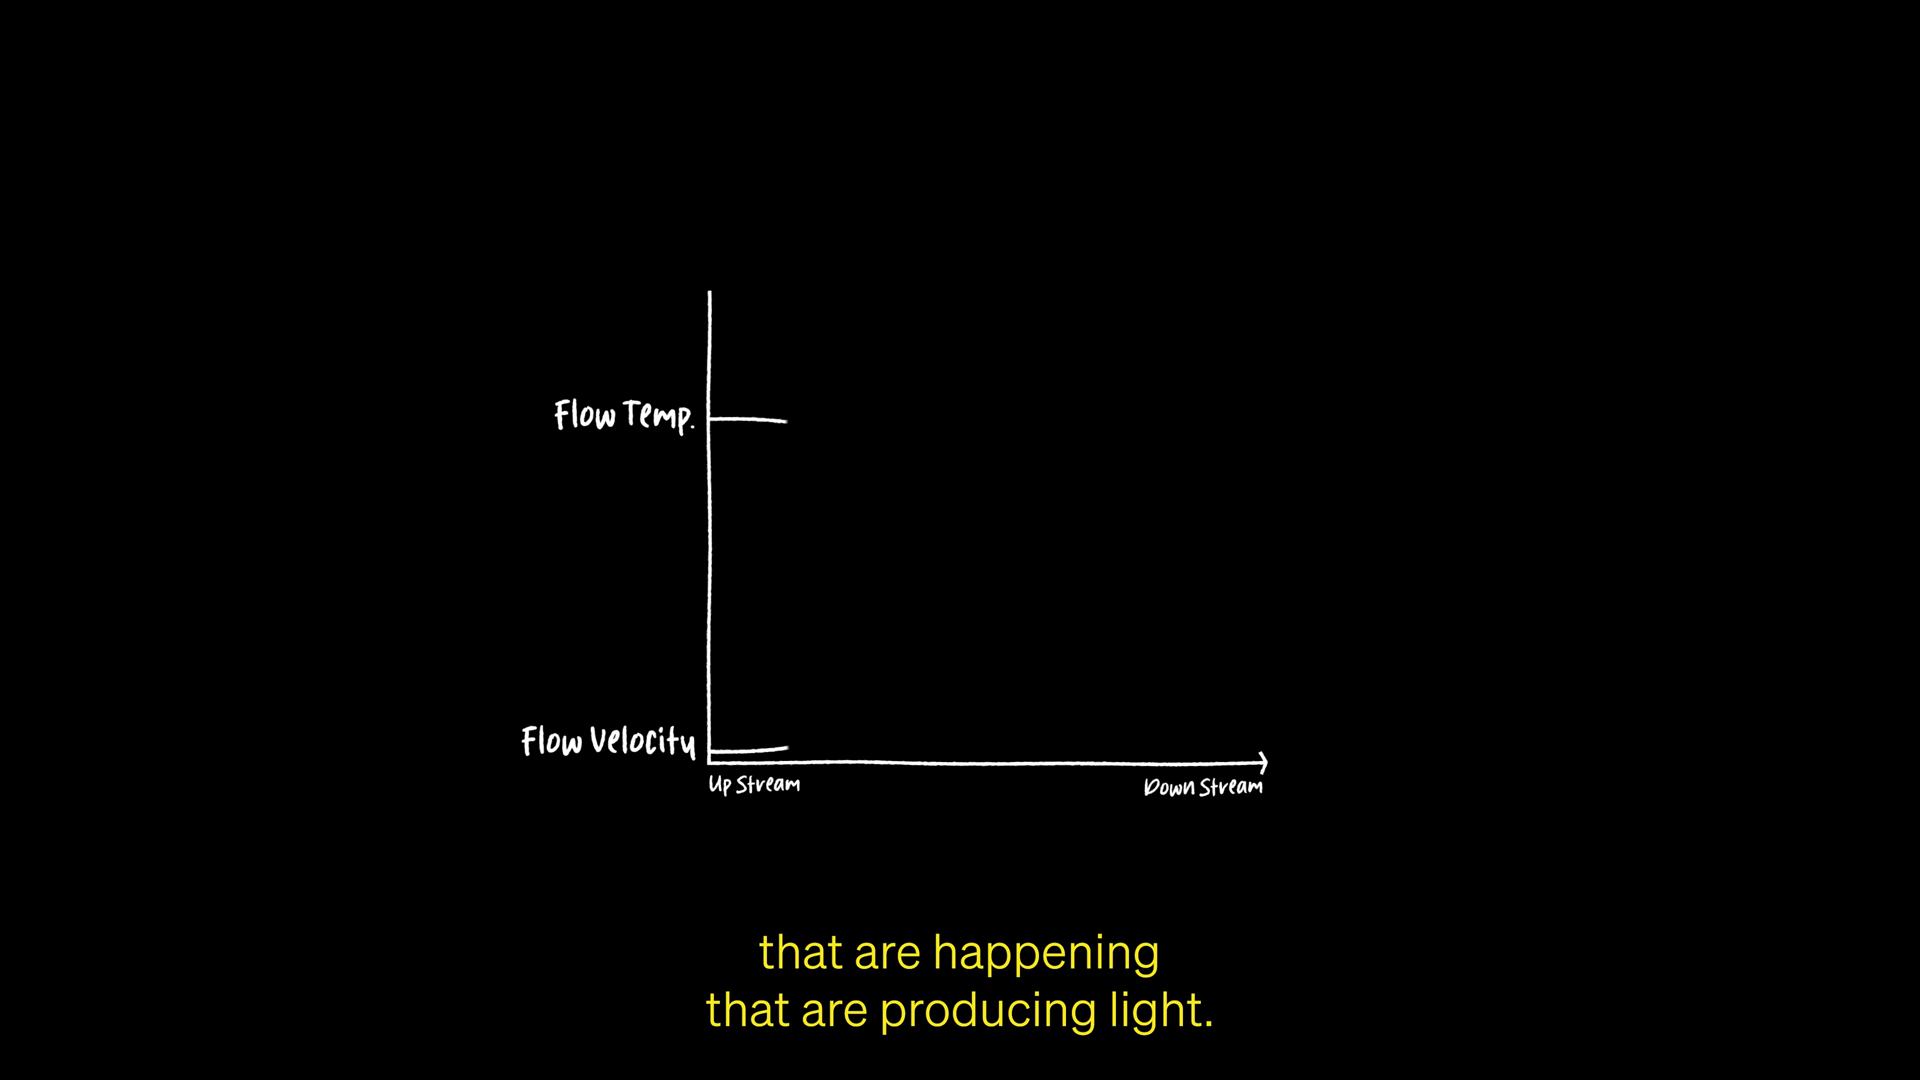 Flow Temp.
Flow Velocity
Up Stream
Down Stream
that are happening
that are producing light.